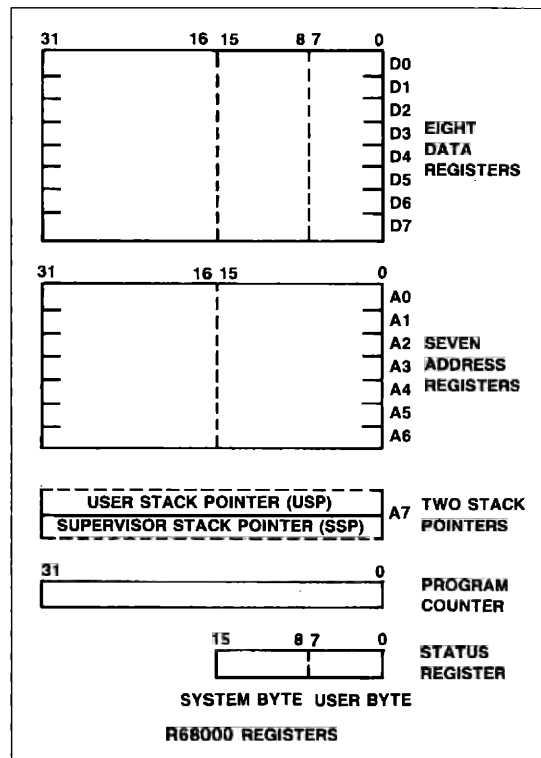 31 16 15 8 7 0
D0
D1
D2
D3
D4
D5
D6
D7
EIGHT
DATA
REGISTERS
31 16 15 0
A0
A1
A2
A3
A4
A5
A6
SEVEN
ADDRESS
REGISTERS
USER STACK POINTER (USP)
SUPERVISOR STACK POINTER (SSP)
A7
TWO STACK
POINTERS
31 0
PROGRAM
COUNTER
15 8 7 0
STATUS
REGISTER
SYSTEM BYTE USER BYTE
R68000 REGISTERS